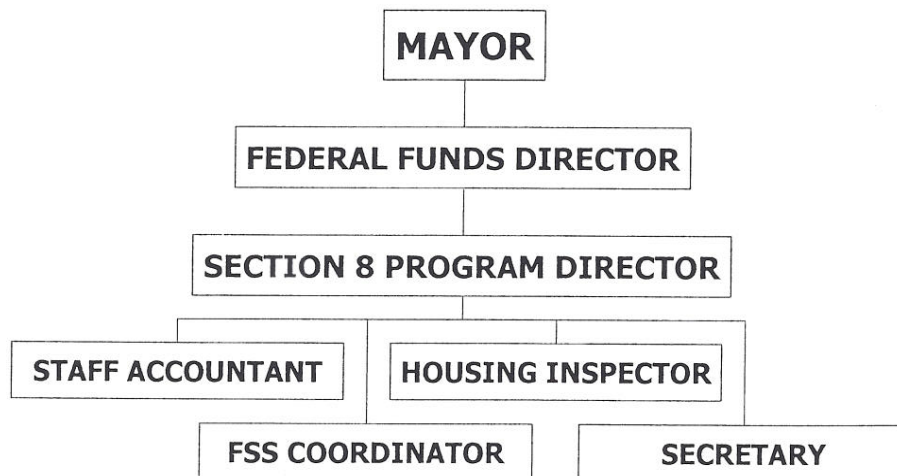 MAYOR
FEDERAL FUNDS DIRECTOR
SECTION 8 PROGRAM DIRECTOR
STAFF ACCOUNTANT
HOUSING INSPECTOR
FSS COORDINATOR
SECRETARY